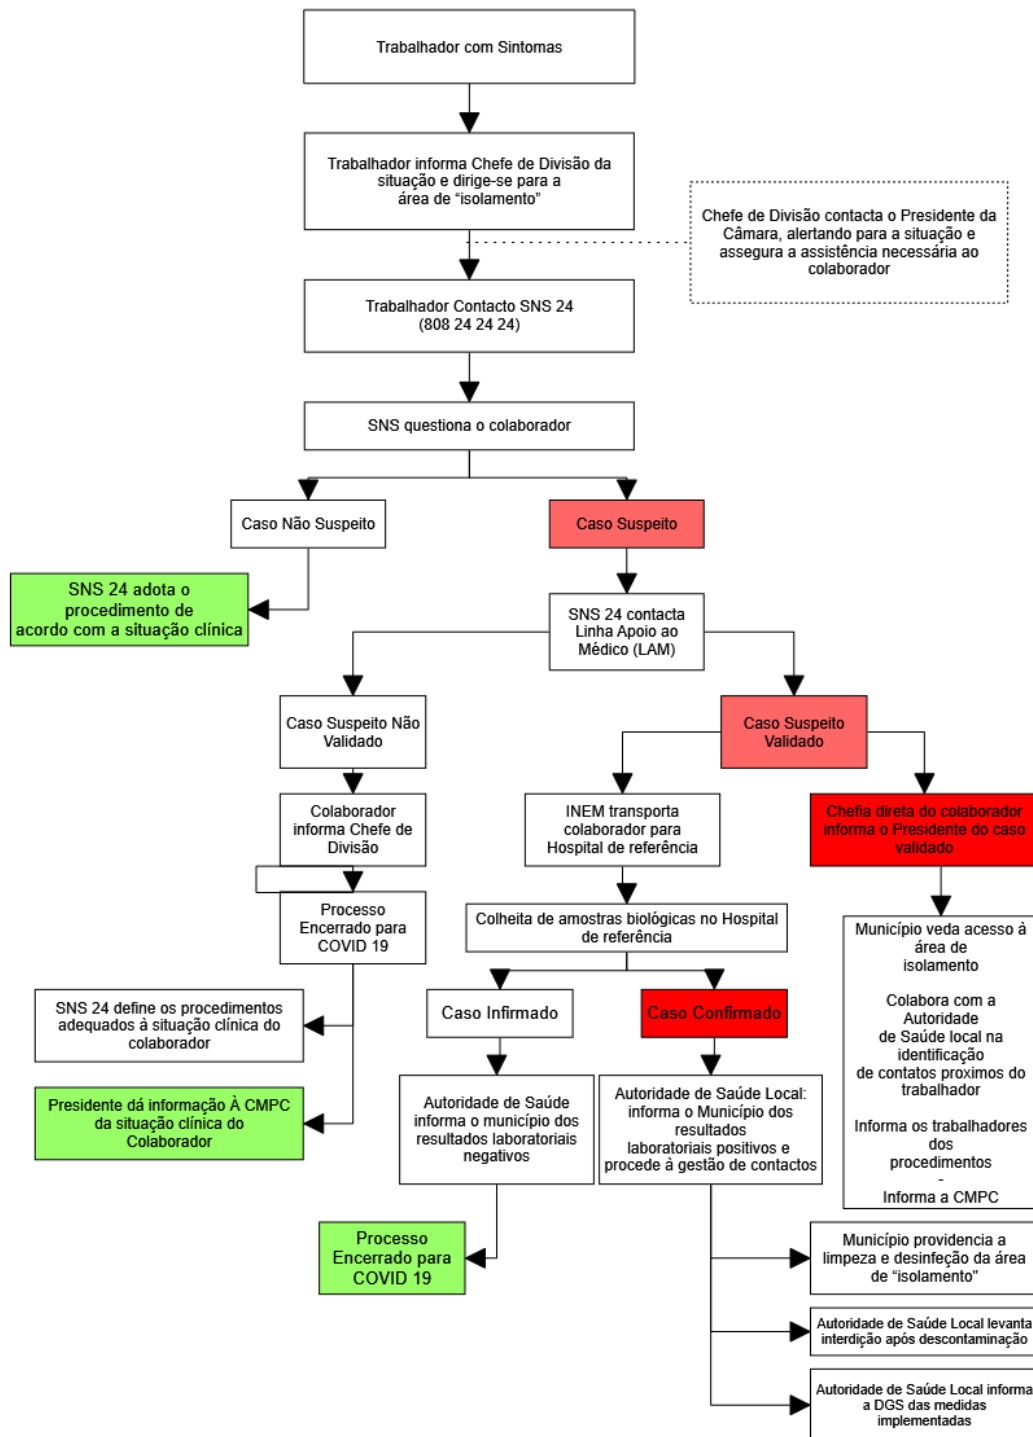 Trabalhador com Sintomas
Trabalhador informa Chefe de Divisão da
situação e dirige-se para a
área de “isolamento”
Chefe de Divisão contacta o Presidente da
Câmara, alertando para a situação e
assegura a assistência necessária ao
colaborador
Trabalhador Contacto SNS 24
(808 24 24 24)
SNS questiona o colaborador
Caso Não Suspeito
Caso Suspeito
SNS 24 adota o
procedimento de
acordo com a situação clínica
SNS 24 contacta
Linha Apoio ao
Médico (LAM)
Caso Suspeito Não
Validado
Caso Suspeito
Validado
Colaborador
informa Chefe de
Divisão
INEM transporta
colaborador para
Hospital de referência
Chefia direta do colaborador
informa o Presidente do caso
validado
Processo
Encerrado para
COVID 19
Colheita de amostras biológicas no Hospital
de referência
Município veda acesso à
área de
isolamento
Colabora com a
Autoridade
de Saúde local na
identificação
de contatos proximos do
trabalhador
Informa os trabalhadores
dos
procedimentos
-
Informa a CMPC
SNS 24 define os procedimentos
adequados à situação clínica do
colaborador
Caso Infirmado
Caso Confirmado
Presidente dá informação À CMPC
da situação clínica do
Colaborador
Autoridade de Saúde
informa o município dos
resultados laboratoriais
negativos
Autoridade de Saúde Local:
informa o Município dos
resultados
laboratoriais positivos e
procede à gestão de contactos
Processo
Encerrado para
COVID 19
Município providencia a
limpeza e desinfeção da área
de “isolamento”
Autoridade de Saúde Local levanta
interdição após descontaminação
Autoridade de Saúde Local informa
a DGS das medidas
implementadas